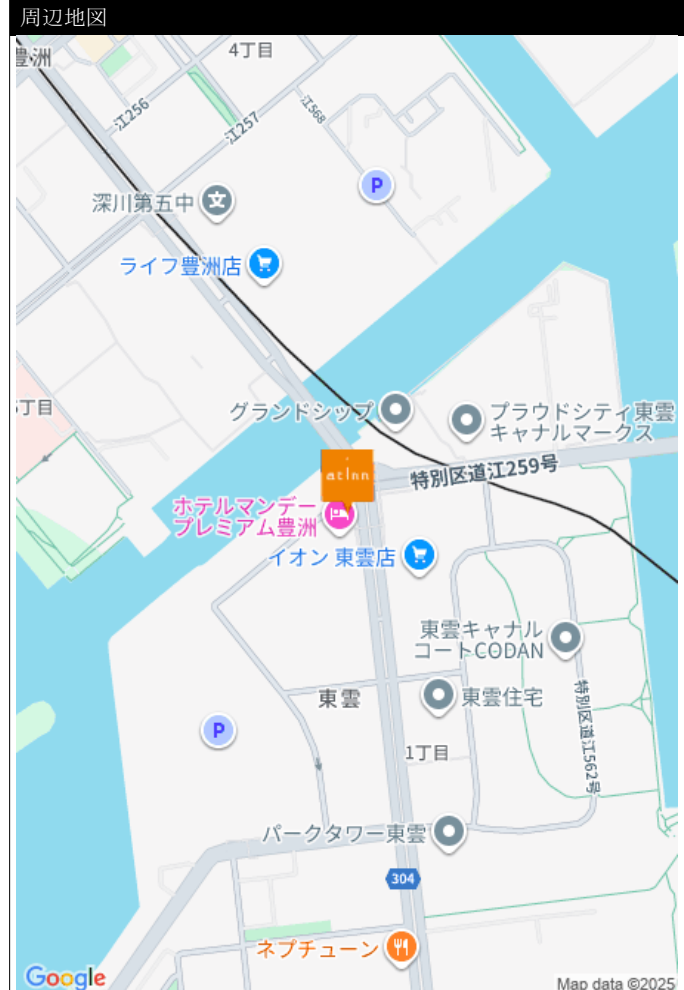 周辺地図
豊洲
4丁目
江256
江257
江568
P
深川第五中
文
ライフ豊洲店
丁目
グランドシップ
プラウドシティ東雲
キャナルマークス
atinn
特別区道江259号
ホテルマンデー
プレミアム豊洲
イオン 東雲店
東雲キャナル
コートCODAN
東雲
東雲住宅
特別区道江562号
P
1丁目
パークタワー東雲
304
ネプチューン
Google
Map data ©2025